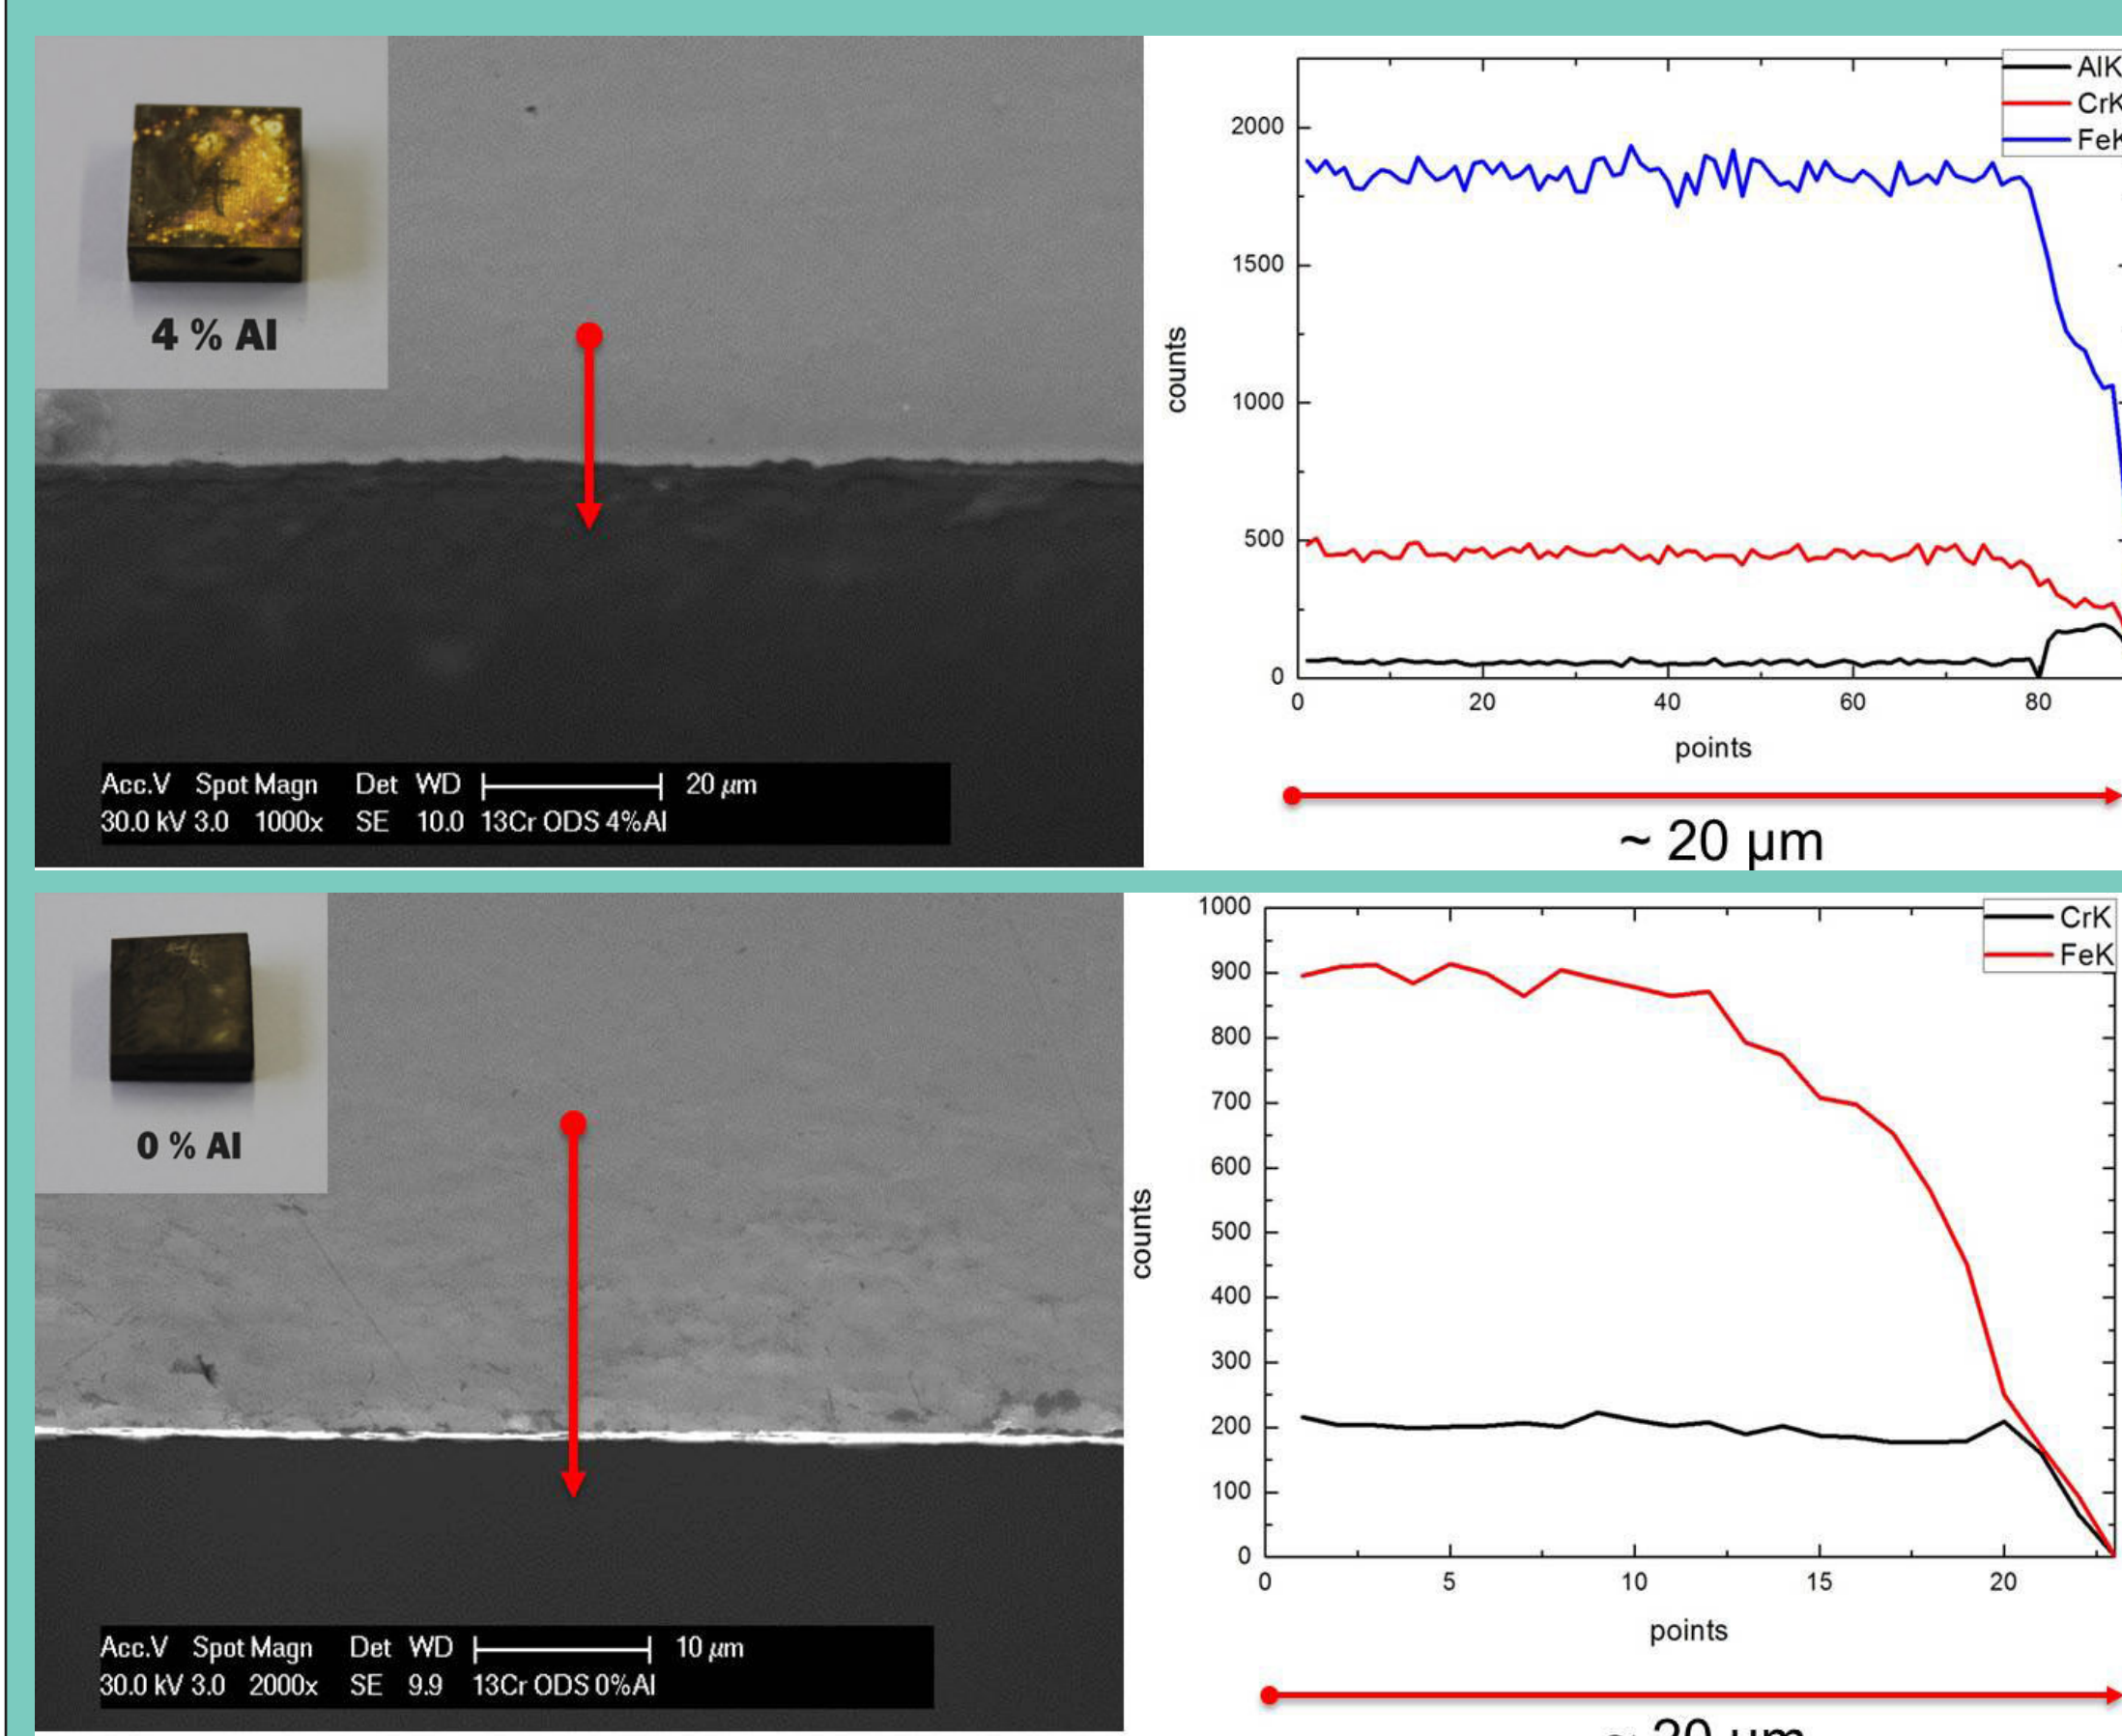 4 % Al
Acc.V Spot Magn Det WD 20 µm
30.0 kV 3.0 1000x SE 10.0 13Cr ODS 4%Al
AlK
CrK
FeK
counts
2000
1500
1000
500
0
0 20 40 60 80
points
~ 20 µm
0 % Al
Acc.V Spot Magn Det WD 10 µm
30.0 kV 3.0 2000x SE 9.9 13Cr ODS 0%Al
CrK
FeK
counts
1000
900
800
700
600
500
400
300
200
100
0
0 5 10 15 20
points
~ 20 µm